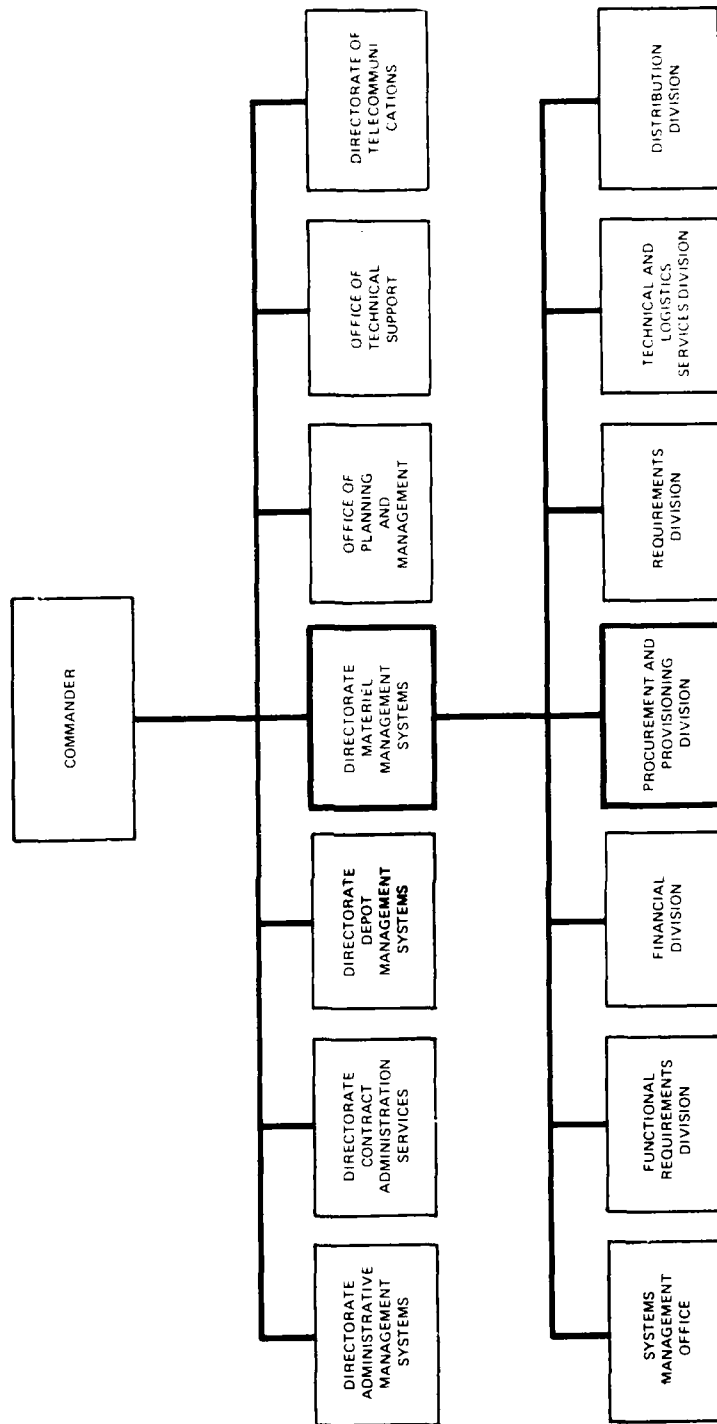 COMMANDER
DIRECTORATE
ADMINISTRATIVE
MANAGEMENT
SYSTEMS
DIRECTORATE
CONTRACT
ADMINISTRATION
SERVICES
DIRECTORATE
DEPOT
MANAGEMENT
SYSTEMS
DIRECTORATE
MATERIEL
MANAGEMENT
SYSTEMS
OFFICE OF
PLANNING
AND
MANAGEMENT
OFFICE OF
TECHNICAL
SUPPORT
DIRECTORATE OF
TELECOMMUNI
CATIONS
SYSTEMS
MANAGEMENT
OFFICE
FUNCTIONAL
REQUIREMENTS
DIVISION
FINANCIAL
DIVISION
PROCUREMENT AND
PROVISIONING
DIVISION
REQUIREMENTS
DIVISION
TECHNICAL AND
LOGISTICS
SERVICES DIVISION
DISTRIBUTION
DIVISION